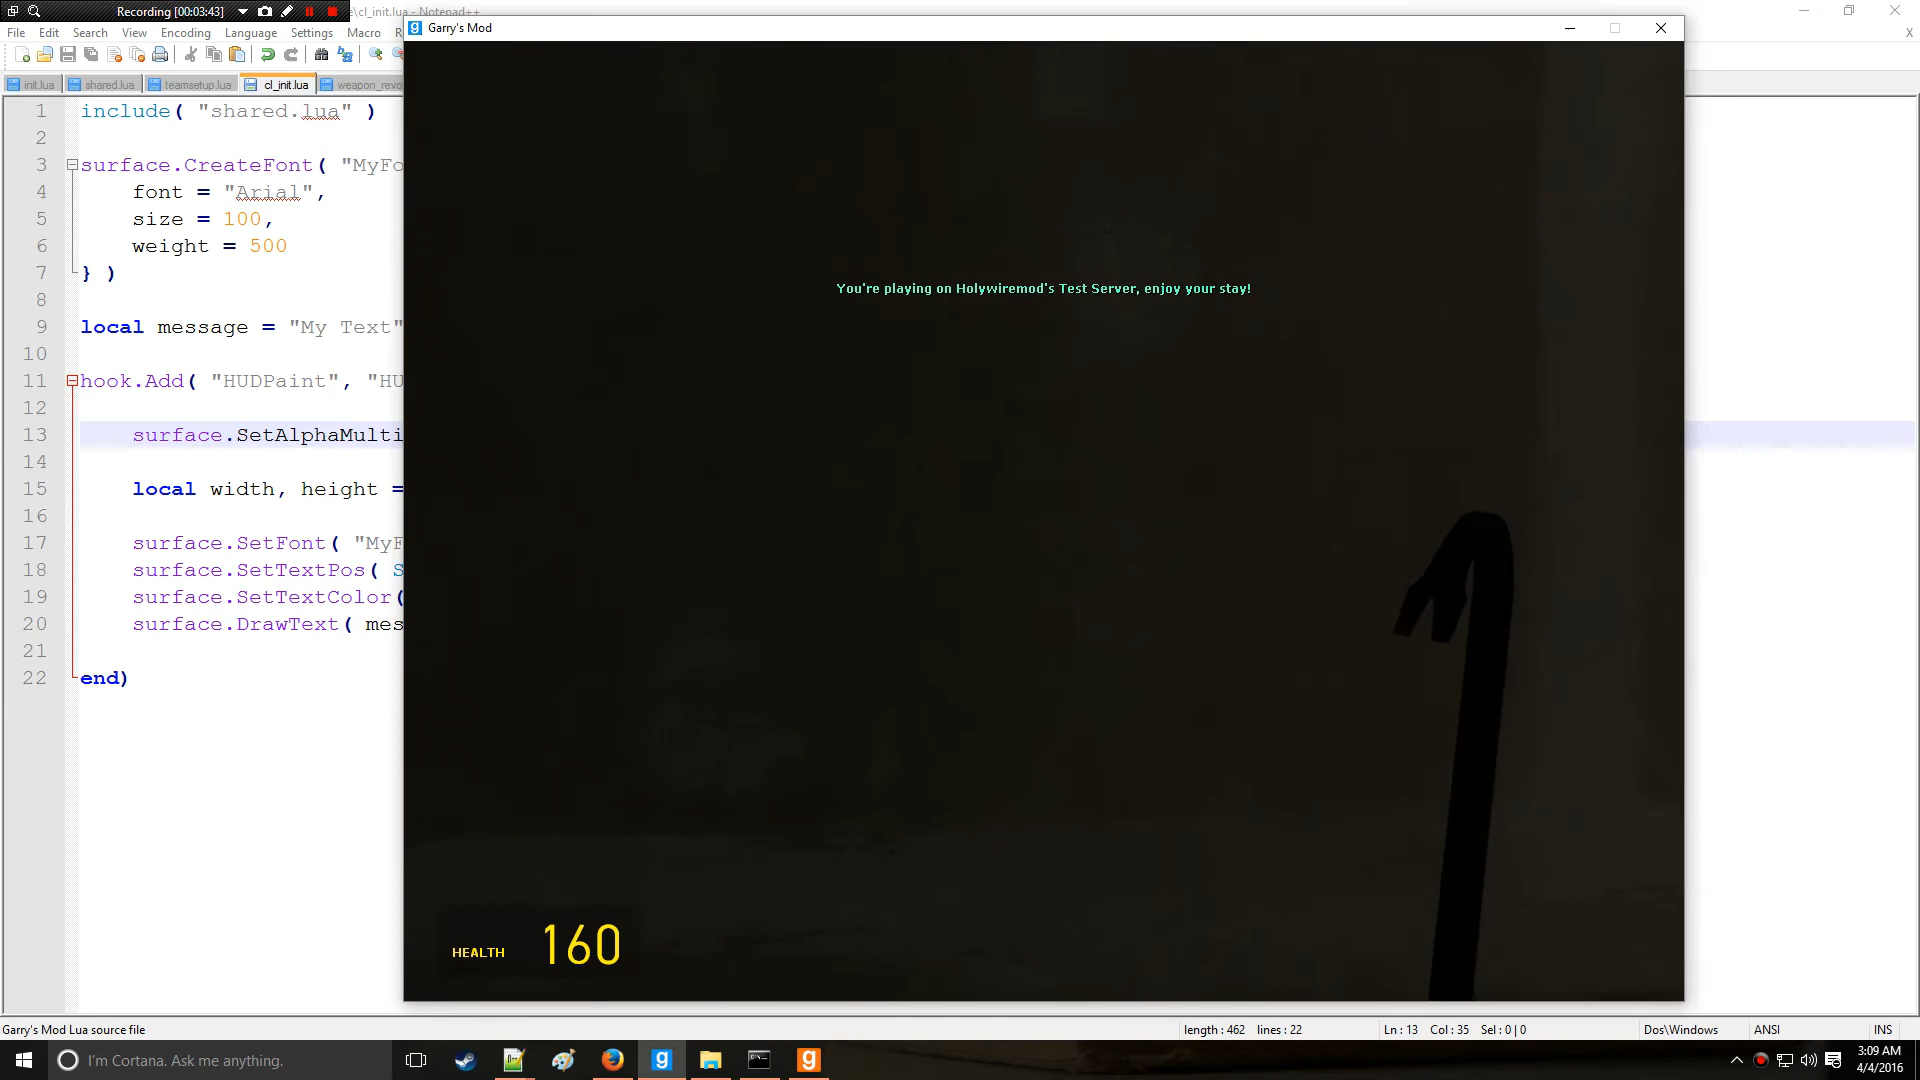 Recording [00:03:43]
\cl_init.lua - Notepad++
Garry's Mod
File Edit Search View Encoding Language Settings Macro
init.lua shared.lua teamsetup.lua cl_init.lua weapon_revo
1 include( "shared.lua" )
2
3 surface.CreateFont( "MyFo
4 font = "Arial",
5 size = 100,
6 weight = 500
7 } )
8
9 local message = "My Text"
10
11 hook.Add( "HUDPaint", "HU
12
13 surface.SetAlphaMulti
14
15 local width, height =
16
17 surface.SetFont( "MyF
18 surface.SetTextPos( S
19 surface.SetTextColor(
20 surface.DrawText( mes
21
22 end)
You're playing on Holywiremod's Test Server, enjoy your stay!
HEALTH 160
Garry's Mod Lua source file length : 462 lines : 22 Ln : 13 Col : 35 Sel : 0 | 0 Dos\Windows ANSI INS
I'm Cortana. Ask me anything.
3:09 AM
4/4/2016